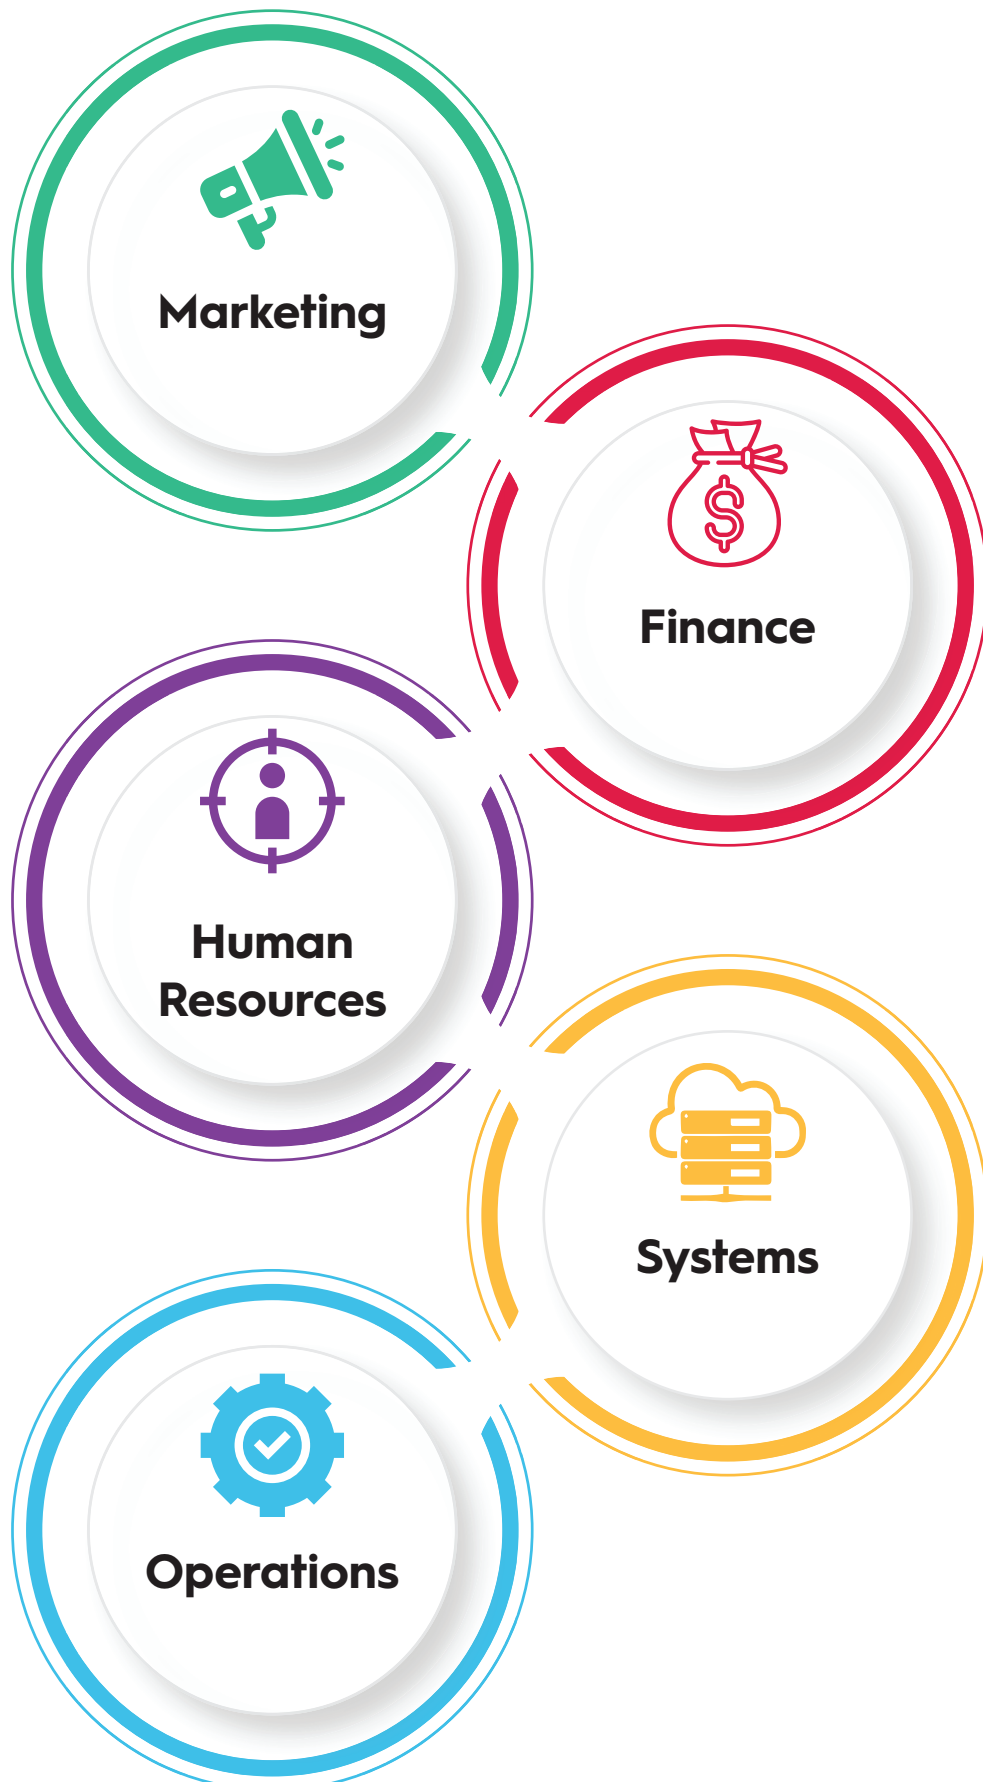 Marketing
Finance
Human
Resources
Systems
Operations